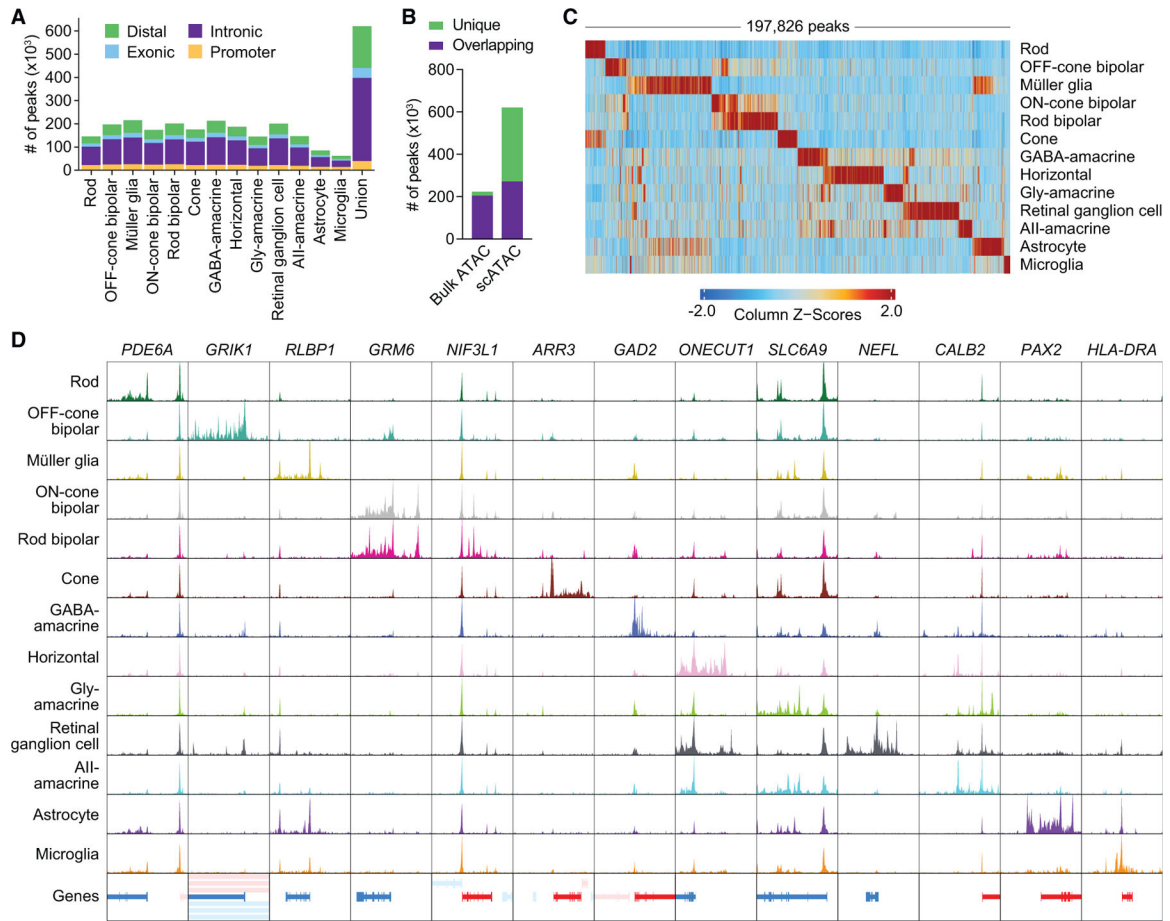 A
# of peaks (x10³)
600
500
400
300
200
100
0
Distal
Intronic
Exonic
Promoter
Rod
OFF-cone bipolar
Müller glia
ON-cone bipolar
Rod bipolar
Cone
GABA-amacrine
Horizontal
Gly-amacrine
Retinal ganglion cell
AII-amacrine
Astrocyte
Microglia
Union
B
Unique
Overlapping
# of peaks (x10³)
800
600
400
200
0
Bulk ATAC
scATAC
C
197,826 peaks
Rod
OFF-cone bipolar
Müller glia
ON-cone bipolar
Rod bipolar
Cone
GABA-amacrine
Horizontal
Gly-amacrine
Retinal ganglion cell
AII-amacrine
Astrocyte
Microglia
-2.0
2.0
Column Z-Scores
D
PDE6A GRIK1 RLBP1 GRM6 NIF3L1 ARR3 GAD2 ONECUT1 SLC6A9 NEFL CALB2 PAX2 HLA-DRA
Rod
OFF-cone
bipolar
Müller glia
ON-cone
bipolar
Rod bipolar
Cone
GABA-
amacrine
Horizontal
Gly-
amacrine
Retinal
ganglion cell
AII-
amacrine
Astrocyte
Microglia
Genes